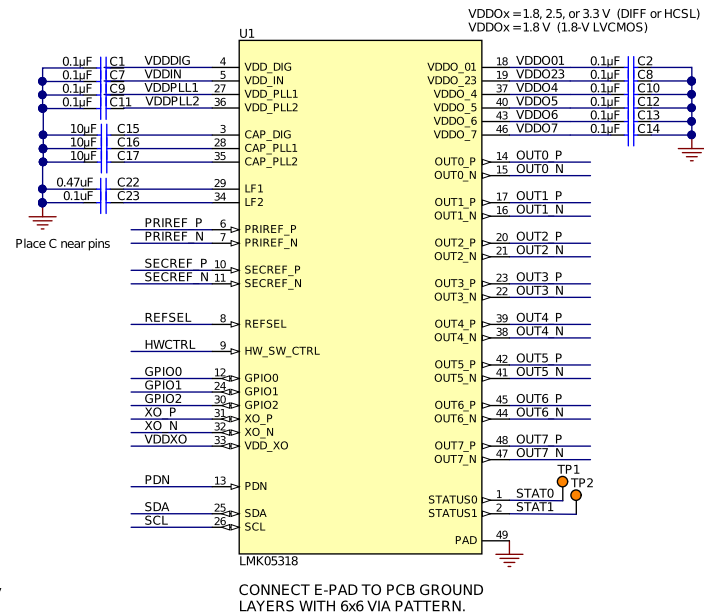 VDDOx = 1.8, 2.5, or 3.3 V (DIFF or HCSL)
VDDOx = 1.8 V (1.8-V LVCMOS)
U1
0.1µF C1 VDDDIG 4 VDD_DIG
0.1µF C7 VDDIN 5 VDD_IN
0.1µF C9 VDDPLL1 27 VDD_PLL1
0.1µF C11 VDDPLL2 36 VDD_PLL2
10µF C15 3 CAP_DIG
10µF C16 28 CAP_PLL1
10µF C17 35 CAP_PLL2
0.47uF C22 29 LF1
0.1uF C23 34 LF2
Place C near pins
PRIREF_P 6 PRIREF_P
PRIREF_N 7 PRIREF_N
SECREF_P 10 SECREF_P
SECREF_N 11 SECREF_N
REFSEL 8 REFSEL
HWCTRL 9 HW_SW_CTRL
GPIO0 12 GPIO0
GPIO1 24 GPIO1
GPIO2 30 GPIO2
XO_P 31 XO_P
XO_N 32 XO_N
VDDXO 33 VDD_XO
PDN 13 PDN
SDA 25 SDA
SCL 26 SCL
VDDO_01 18 VDDO01 0.1µF C2
VDDO_23 19 VDDO23 0.1µF C8
VDDO_4 37 VDDO4 0.1µF C10
VDDO_5 40 VDDO5 0.1µF C12
VDDO_6 43 VDDO6 0.1µF C13
VDDO_7 46 VDDO7 0.1µF C14
OUT0_P 14 OUT0_P
OUT0_N 15 OUT0_N
OUT1_P 17 OUT1_P
OUT1_N 16 OUT1_N
OUT2_P 20 OUT2_P
OUT2_N 21 OUT2_N
OUT3_P 23 OUT3_P
OUT3_N 22 OUT3_N
OUT4_P 39 OUT4_P
OUT4_N 38 OUT4_N
OUT5_P 42 OUT5_P
OUT5_N 41 OUT5_N
OUT6_P 45 OUT6_P
OUT6_N 44 OUT6_N
OUT7_P 48 OUT7_P
OUT7_N 47 OUT7_N
TP1
TP2
STATUS0 1 STAT0
STATUS1 2 STAT1
PAD 49
LMK05318
CONNECT E-PAD TO PCB GROUND
LAYERS WITH 6x6 VIA PATTERN.